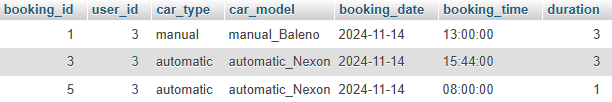 booking_id user_id car_type car_model booking_date booking_time duration
1 3 manual manual_Baleno 2024-11-14 13:00:00 3
3 3 automatic automatic_Nexon 2024-11-14 15:44:00 3
5 3 automatic automatic_Nexon 2024-11-14 08:00:00 1